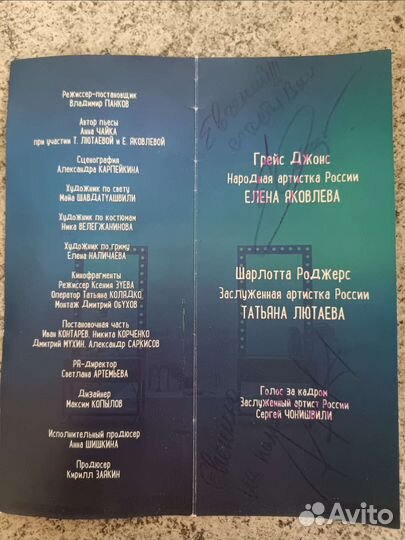 Режиссер-постановщик
Владимир ПАНКОВ
Автор пьесы
Анна ЧАЙКА
при участии Т. ЛЮТАЕВОЙ и Е. ЯКОВЛЕВОЙ
Сценография
Александра КАРПЕЙКИНА
Художник по свету
Майя ШАВДАТУАШВИЛИ
Художник по костюмам
Ника ВЕЛЕГЖАНИНОВА
Художник по гриму
Елена НАЛИЧАЕВА
Кинофрагменты
Режиссер Ксения ЗУЕВА
Оператор Татьяна КОЛЯДКО
Монтаж Дмитрий ОБУХОВ
Постановочная часть
Иван КОНТАРЕВ, Никита КОРЧЕНКО
Дмитрий МУХИН, Александр САРКИСОВ
PR-директор
Светлана АРТЕМЬЕВА
Дизайнер
Максим КОПЫЛОВ
Исполнительный продюсер
Анна ШИШКИНА
Продюсер
Кирилл ЗАЯКИН
Грейс Джонс
Народная артистка России
ЕЛЕНА ЯКОВЛЕВА
Шарлотта Роджерс
Заслуженная артистка России
ТАТЬЯНА ЛЮТАЕВА
Голос за кадром
Заслуженный артист России
Сергей ЧОНИШВИЛИ
Avito